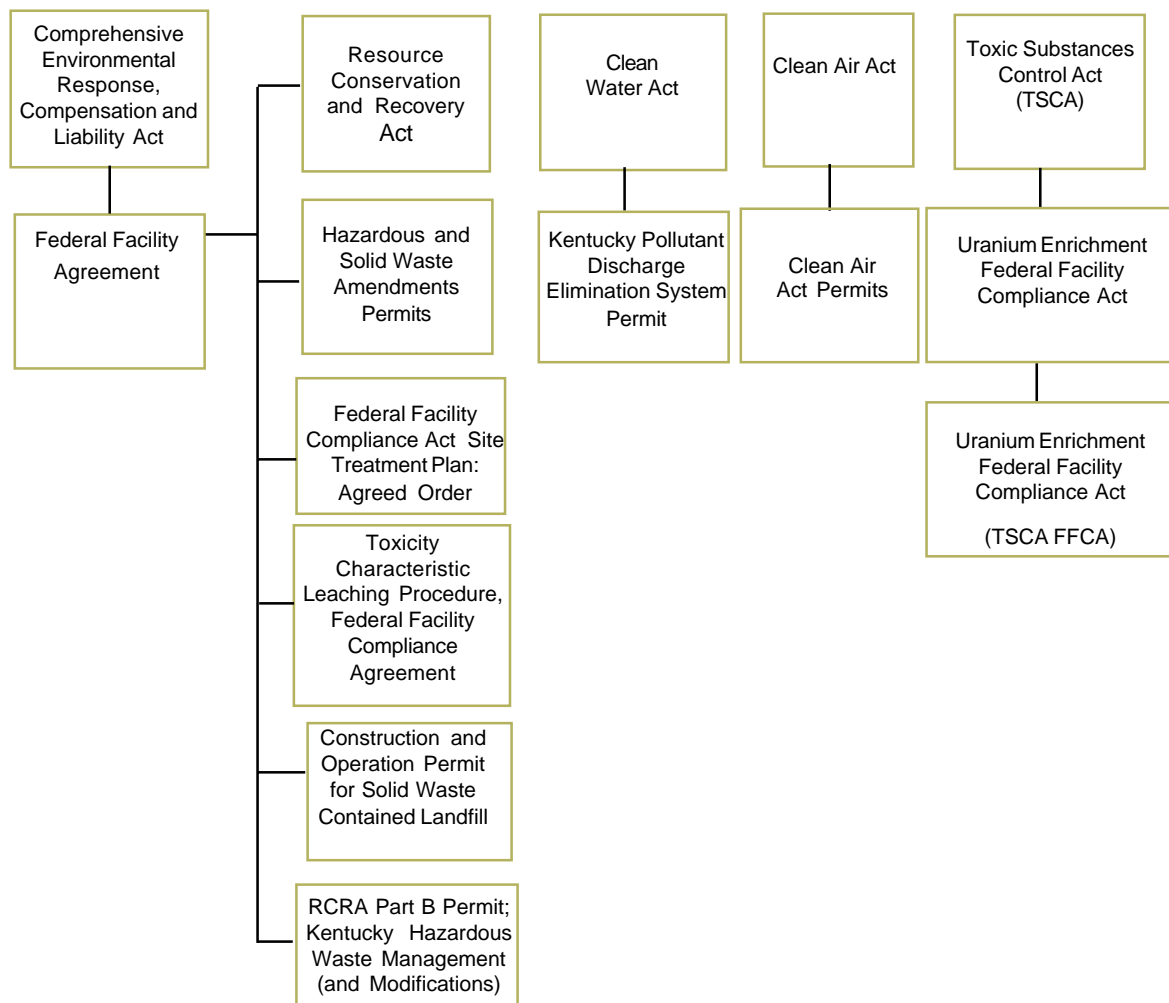 Comprehensive
Environmental
Response,
Compensation and
Liability Act
Federal Facility
Agreement
Resource
Conservation
and Recovery
Act
Hazardous and
Solid Waste
Amendments
Permits
Federal Facility
Compliance Act Site
Treatment Plan:
Agreed Order
Toxicity
Characteristic
Leaching Procedure,
Federal Facility
Compliance
Agreement
Construction and
Operation Permit
for Solid Waste
Contained Landfill
RCRA Part B Permit;
Kentucky Hazardous
Waste Management
(and Modifications)
Clean
Water Act
Kentucky Pollutant
Discharge
Elimination System
Permit
Clean Air Act
Clean Air
Act Permits
Toxic Substances
Control Act
(TSCA)
Uranium Enrichment
Federal Facility
Compliance Act
Uranium Enrichment
Federal Facility
Compliance Act
(TSCA FFCA)